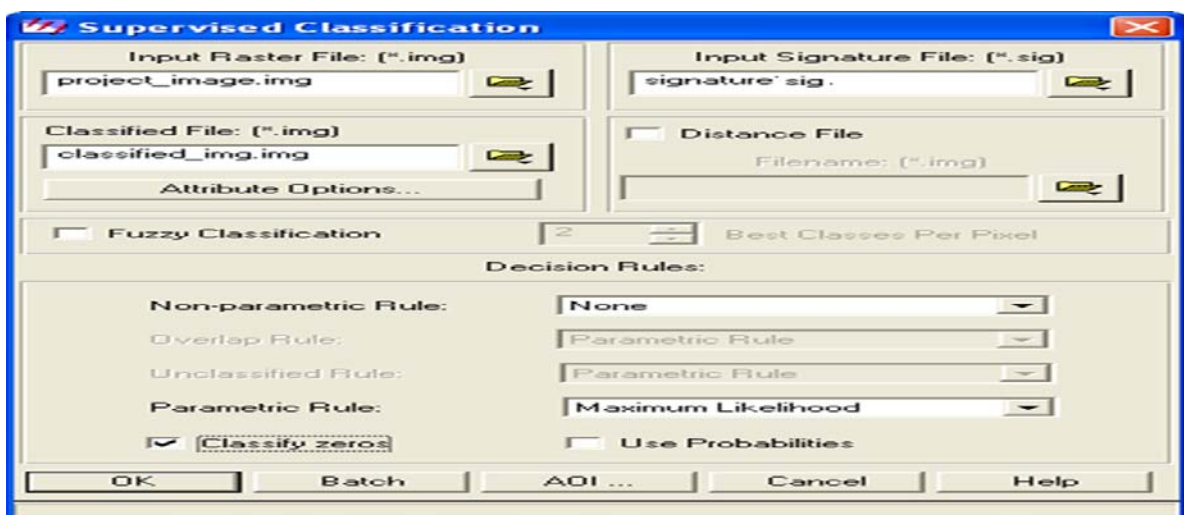 Supervised Classification
Input Raster File: (*.img)
project_image.img
Input Signature File: (*.sig)
signature' sig.
Classified File: (*.img)
classified_img.img
Attribute Options...
Distance File
Filename: (*.img)
Fuzzy Classification
2
Best Classes Per Pixel
Decision Rules:
Non-parametric Rule: None
Overlap Rule: Parametric Rule
Unclassified Rule: Parametric Rule
Parametric Rule: Maximum Likelihood
Classify zeros
Use Probabilities
OK
Batch
AOI ...
Cancel
Help